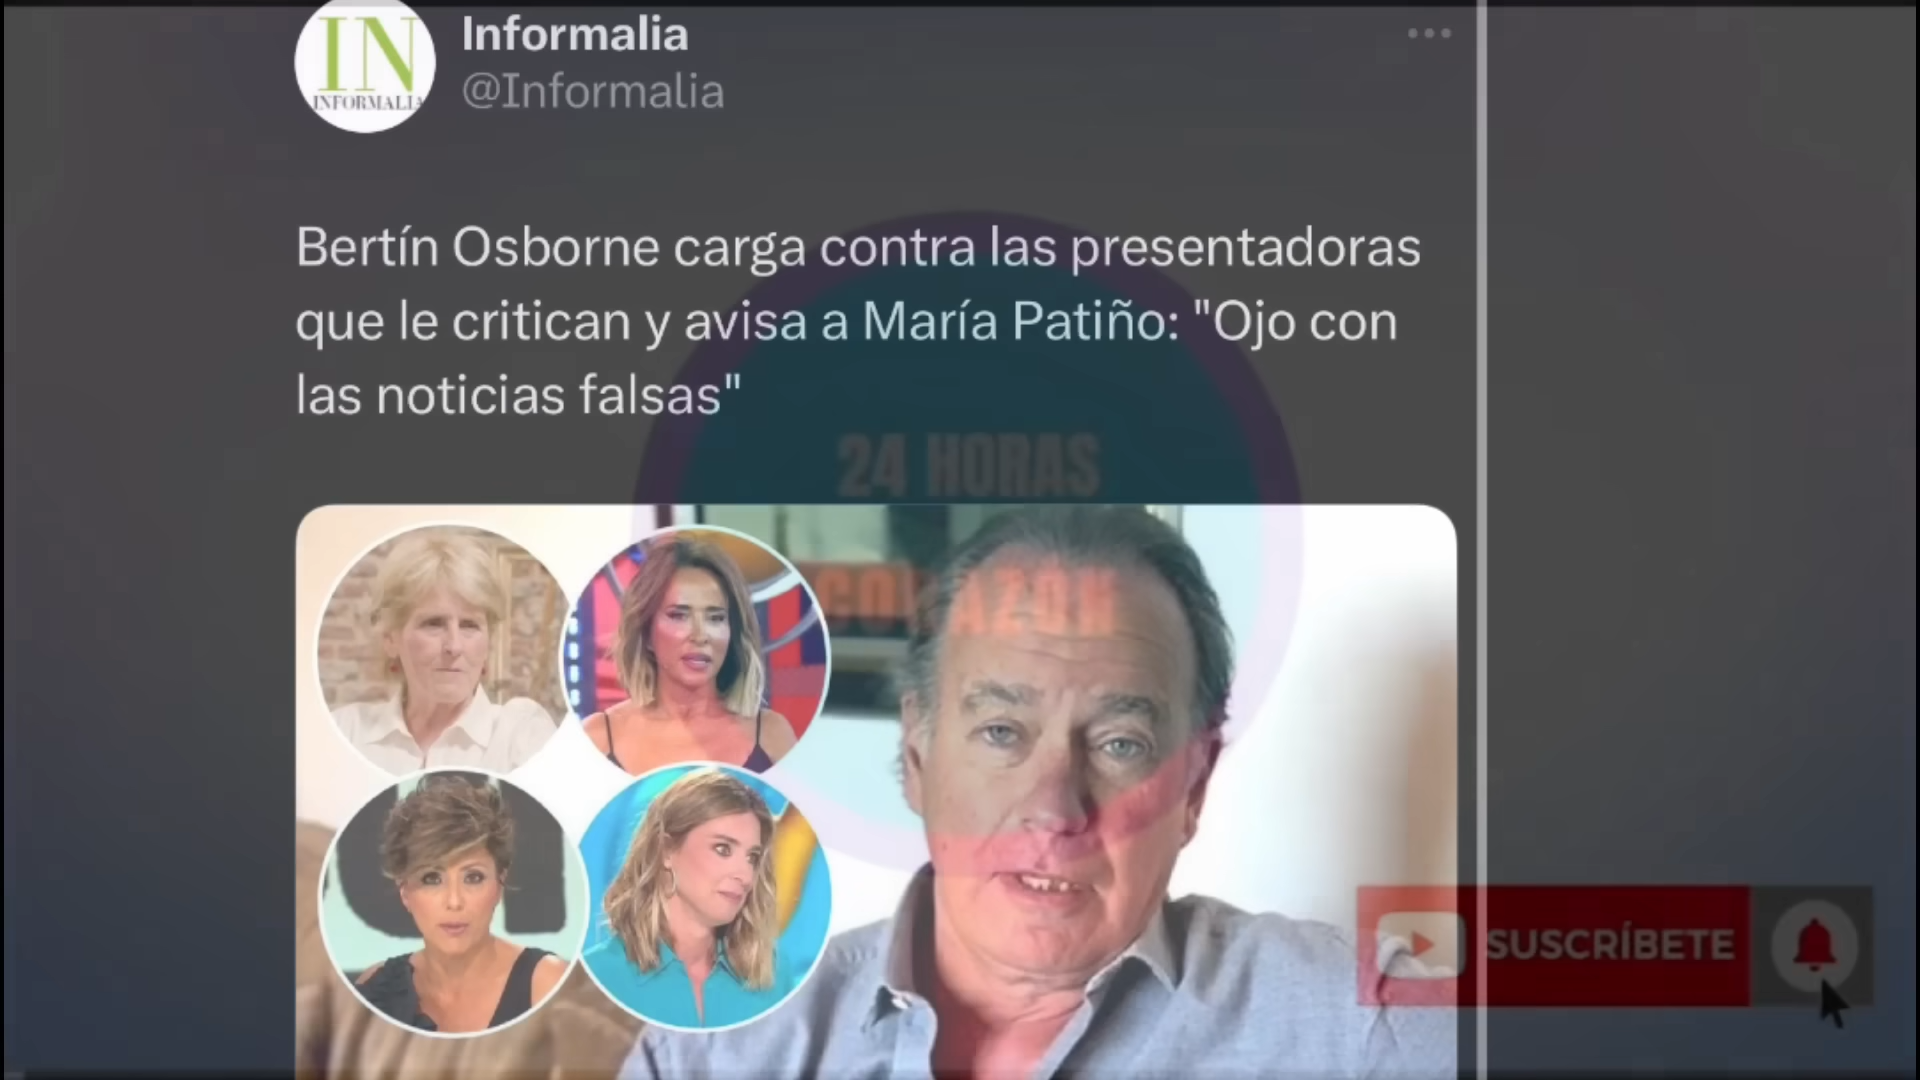 IN
INFORMALIA
Informalia
@Informalia
Bertín Osborne carga contra las presentadoras
que le critican y avisa a María Patiño: "Ojo con
las noticias falsas"
24 HORAS
CORAZON
SUSCRÍBETE